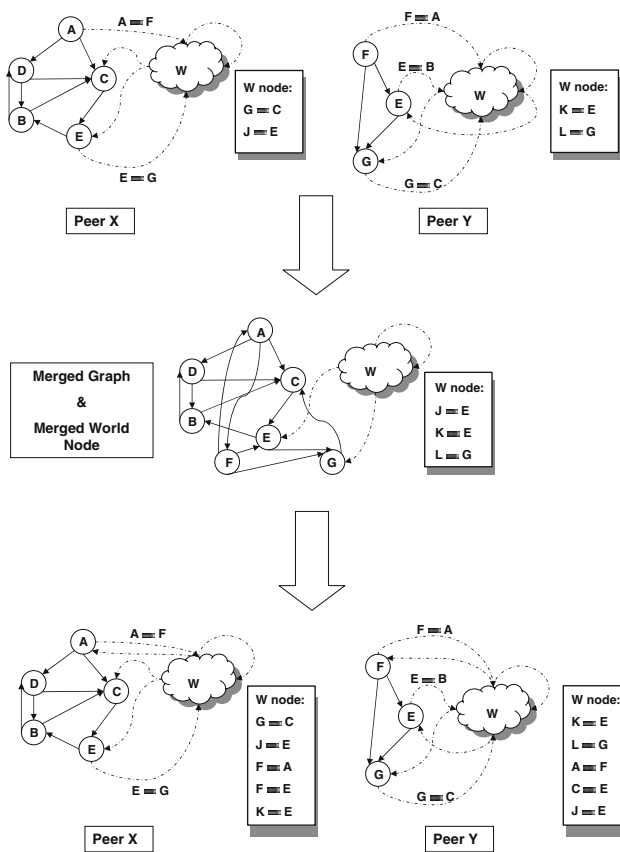 A ═ F
A
D
C
B
E
W
E ═ G
W node:
G ═ C
J ═ E
Peer X
F ═ A
F
E ═ B
E
G
W
G ═ C
W node:
K ═ E
L ═ G
Peer Y
Merged Graph
&
Merged World
Node
A
D
C
B
E
F
G
W
W node:
J ═ E
K ═ E
L ═ G
A ═ F
A
D
C
B
E
W
E ═ G
W node:
G ═ C
J ═ E
F ═ A
F ═ E
K ═ E
Peer X
F ═ A
F
E ═ B
E
G
W
G ═ C
W node:
K ═ E
L ═ G
A ═ F
C ═ E
J ═ E
Peer Y